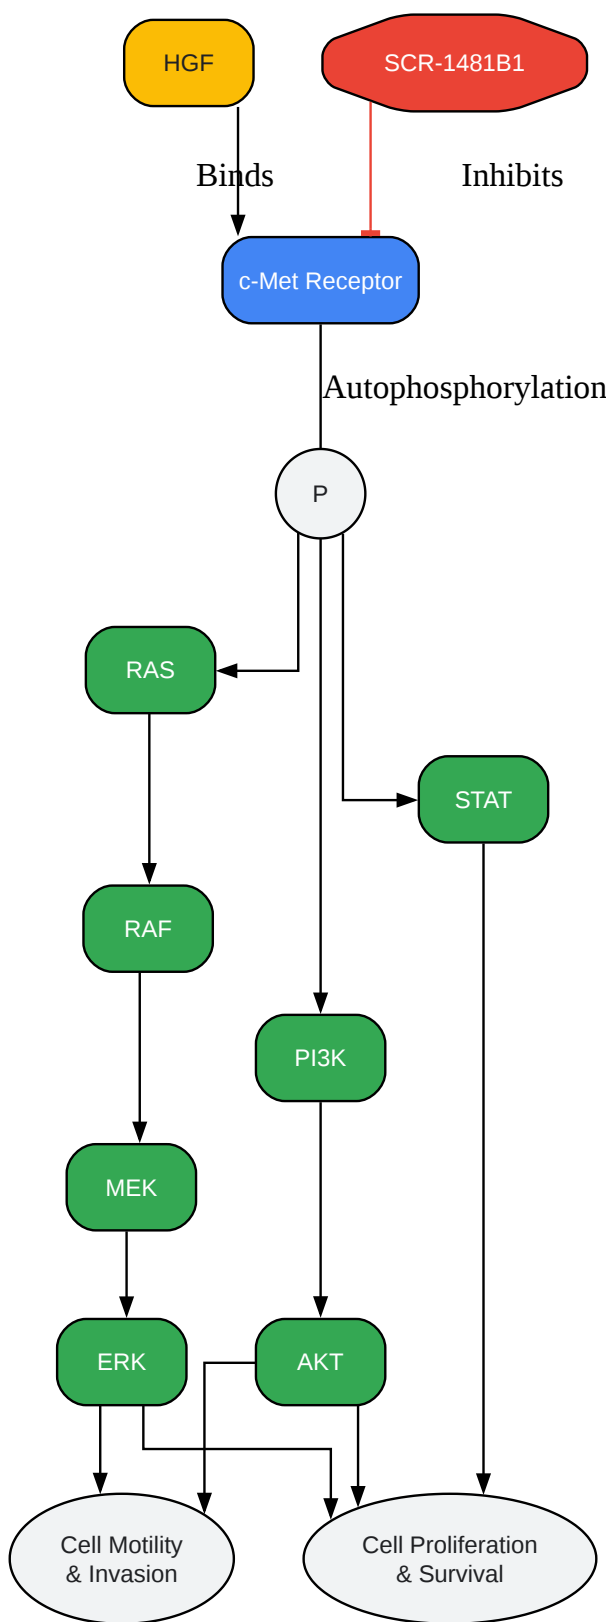 HGF
SCR-1481B1
Binds
Inhibits
c-Met Receptor
Autophosphorylation
P
RAS
STAT
RAF
PI3K
MEK
ERK
AKT
Cell Motility
& Invasion
Cell Proliferation
& Survival